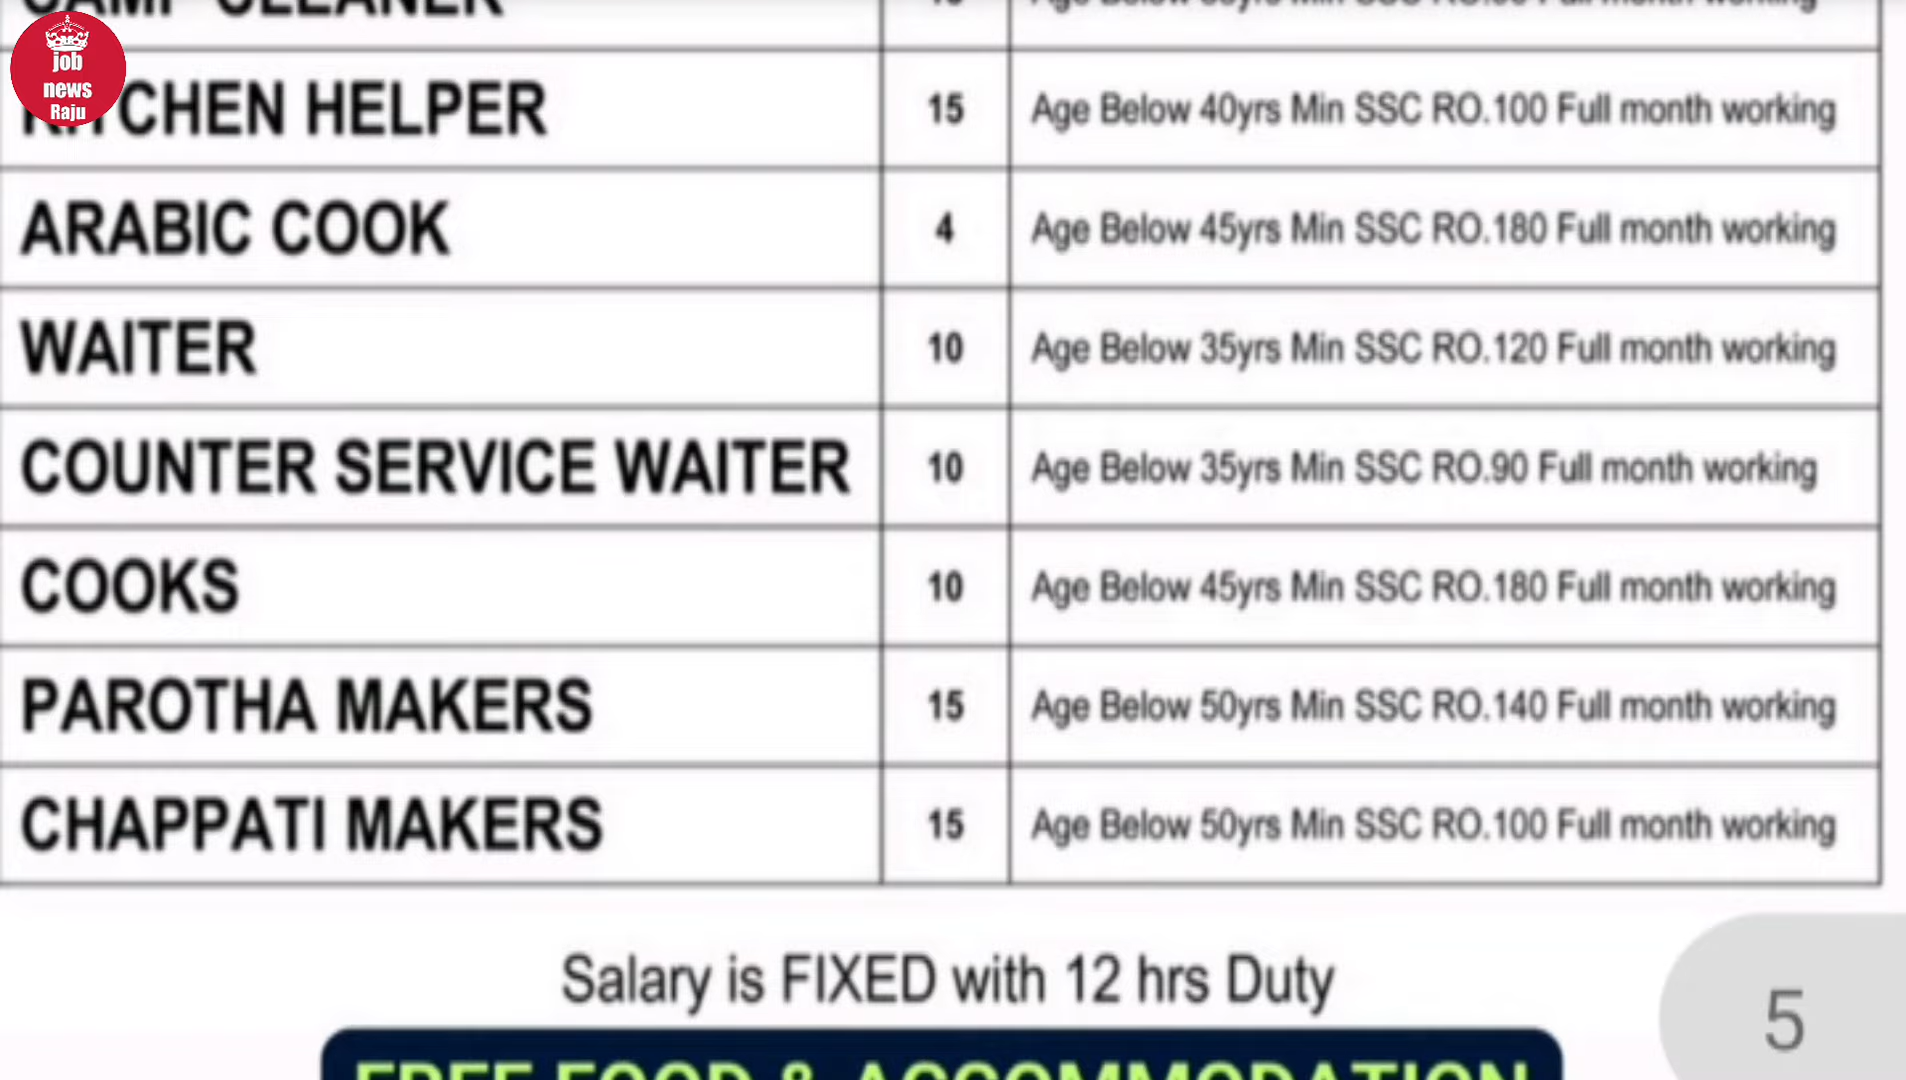 CAMP CLEANER
job
news
Raju
KITCHEN HELPER 15 Age Below 40yrs Min SSC RO.100 Full month working
ARABIC COOK 4 Age Below 45yrs Min SSC RO.180 Full month working
WAITER 10 Age Below 35yrs Min SSC RO.120 Full month working
COUNTER SERVICE WAITER 10 Age Below 35yrs Min SSC RO.90 Full month working
COOKS 10 Age Below 45yrs Min SSC RO.180 Full month working
PAROTHA MAKERS 15 Age Below 50yrs Min SSC RO.140 Full month working
CHAPPATI MAKERS 15 Age Below 50yrs Min SSC RO.100 Full month working
Salary is FIXED with 12 hrs Duty
5
FREE FOOD & ACCOMMODATION